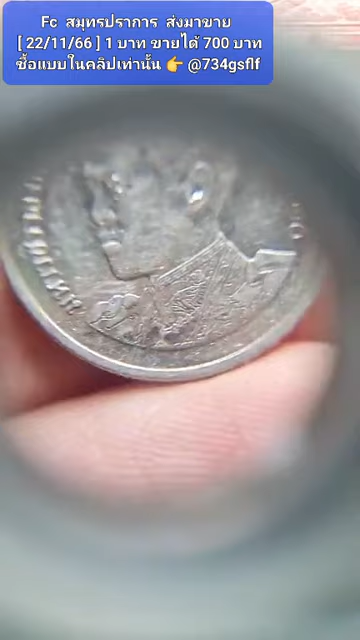 Fc สมุทรปราการ ส่งมาขาย
[ 22/11/66 ] 1 บาท ขายได้ 700 บาท
ซื้อแบบในคลิปเท่านั้น 👉 @734gsflf